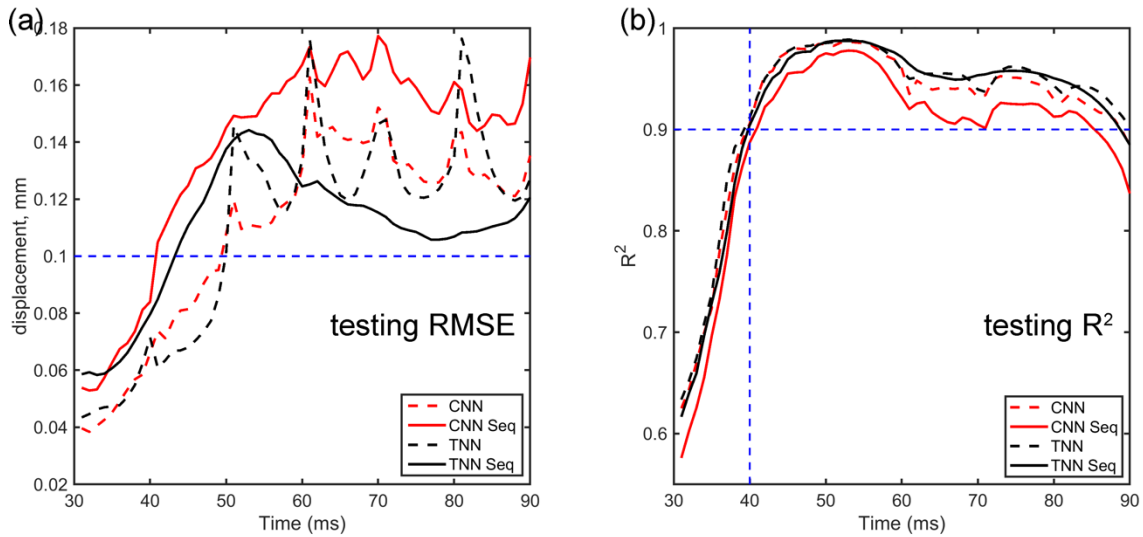 (a)
0.18
0.16
0.14
0.12
0.1
0.08
0.06
0.04
0.02
displacement, mm
30 40 50 60 70 80 90
Time (ms)
testing RMSE
CNN
CNN Seq
TNN
TNN Seq
(b)
1
0.9
0.8
0.7
0.6
R²
30 40 50 60 70 80 90
Time (ms)
testing R²
CNN
CNN Seq
TNN
TNN Seq